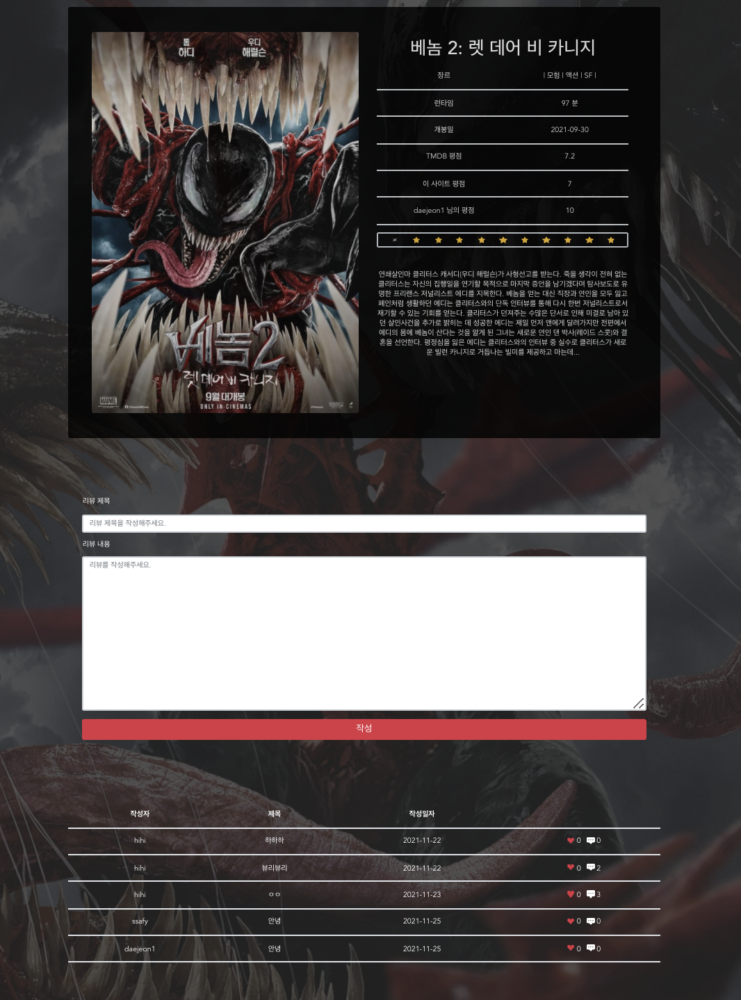 톰
하디
우디
해럴슨
베놈2
렛 데어 비 카니지
9월 대개봉
ONLY IN CINEMAS
MARVEL
베놈 2: 렛 데어 비 카니지
장르 | 모험 | 액션 | SF |
런타임 97 분
개봉일 2021-09-30
TMDB 평점 7.2
이 사이트 평점 7
daejeon1 님의 평점 10
×
연쇄살인마 클리터스 캐서디(우디 해럴슨)가 사형선고를 받는다. 죽을 생각이 전혀 없는
클리터스는 자신의 집행일을 연기할 목적으로 마지막 증언을 남기겠다며 탐사보도로 유
명한 프리랜스 저널리스트 에디를 지목한다. 베놈을 얻는 대신 직장과 연인을 모두 잃고
폐인처럼 생활하던 에디는 클리터스와의 단독 인터뷰를 통해 다시 한번 저널리스트로서
재기할 수 있는 기회를 얻는다. 클리터스가 던져주는 수많은 단서로 인해 미결로 남아 있
던 살인사건을 추가로 밝히는 데 성공한 에디는 제일 먼저 앤에게 달려가지만 전편에서
에디의 몸에 베놈이 산다는 것을 알게 된 그녀는 새로운 연인 댄 박사(레이드 스콧)와 결
혼을 선언한다. 평정심을 잃은 에디는 클리터스와의 인터뷰 중 실수로 클리터스가 새로
운 빌런 카니지로 거듭나는 빌미를 제공하고 마는데...
리뷰 제목
리뷰 제목을 작성해주세요.
리뷰 내용
리뷰를 작성해주세요.
작성
작성자 제목 작성일자
hihi 하하하 2021-11-22 0 0
hihi 뷰리뷰리 2021-11-22 0 2
hihi ㅇㅇ 2021-11-23 0 3
ssafy 안녕 2021-11-25 0 0
daejeon1 안녕 2021-11-25 0 0